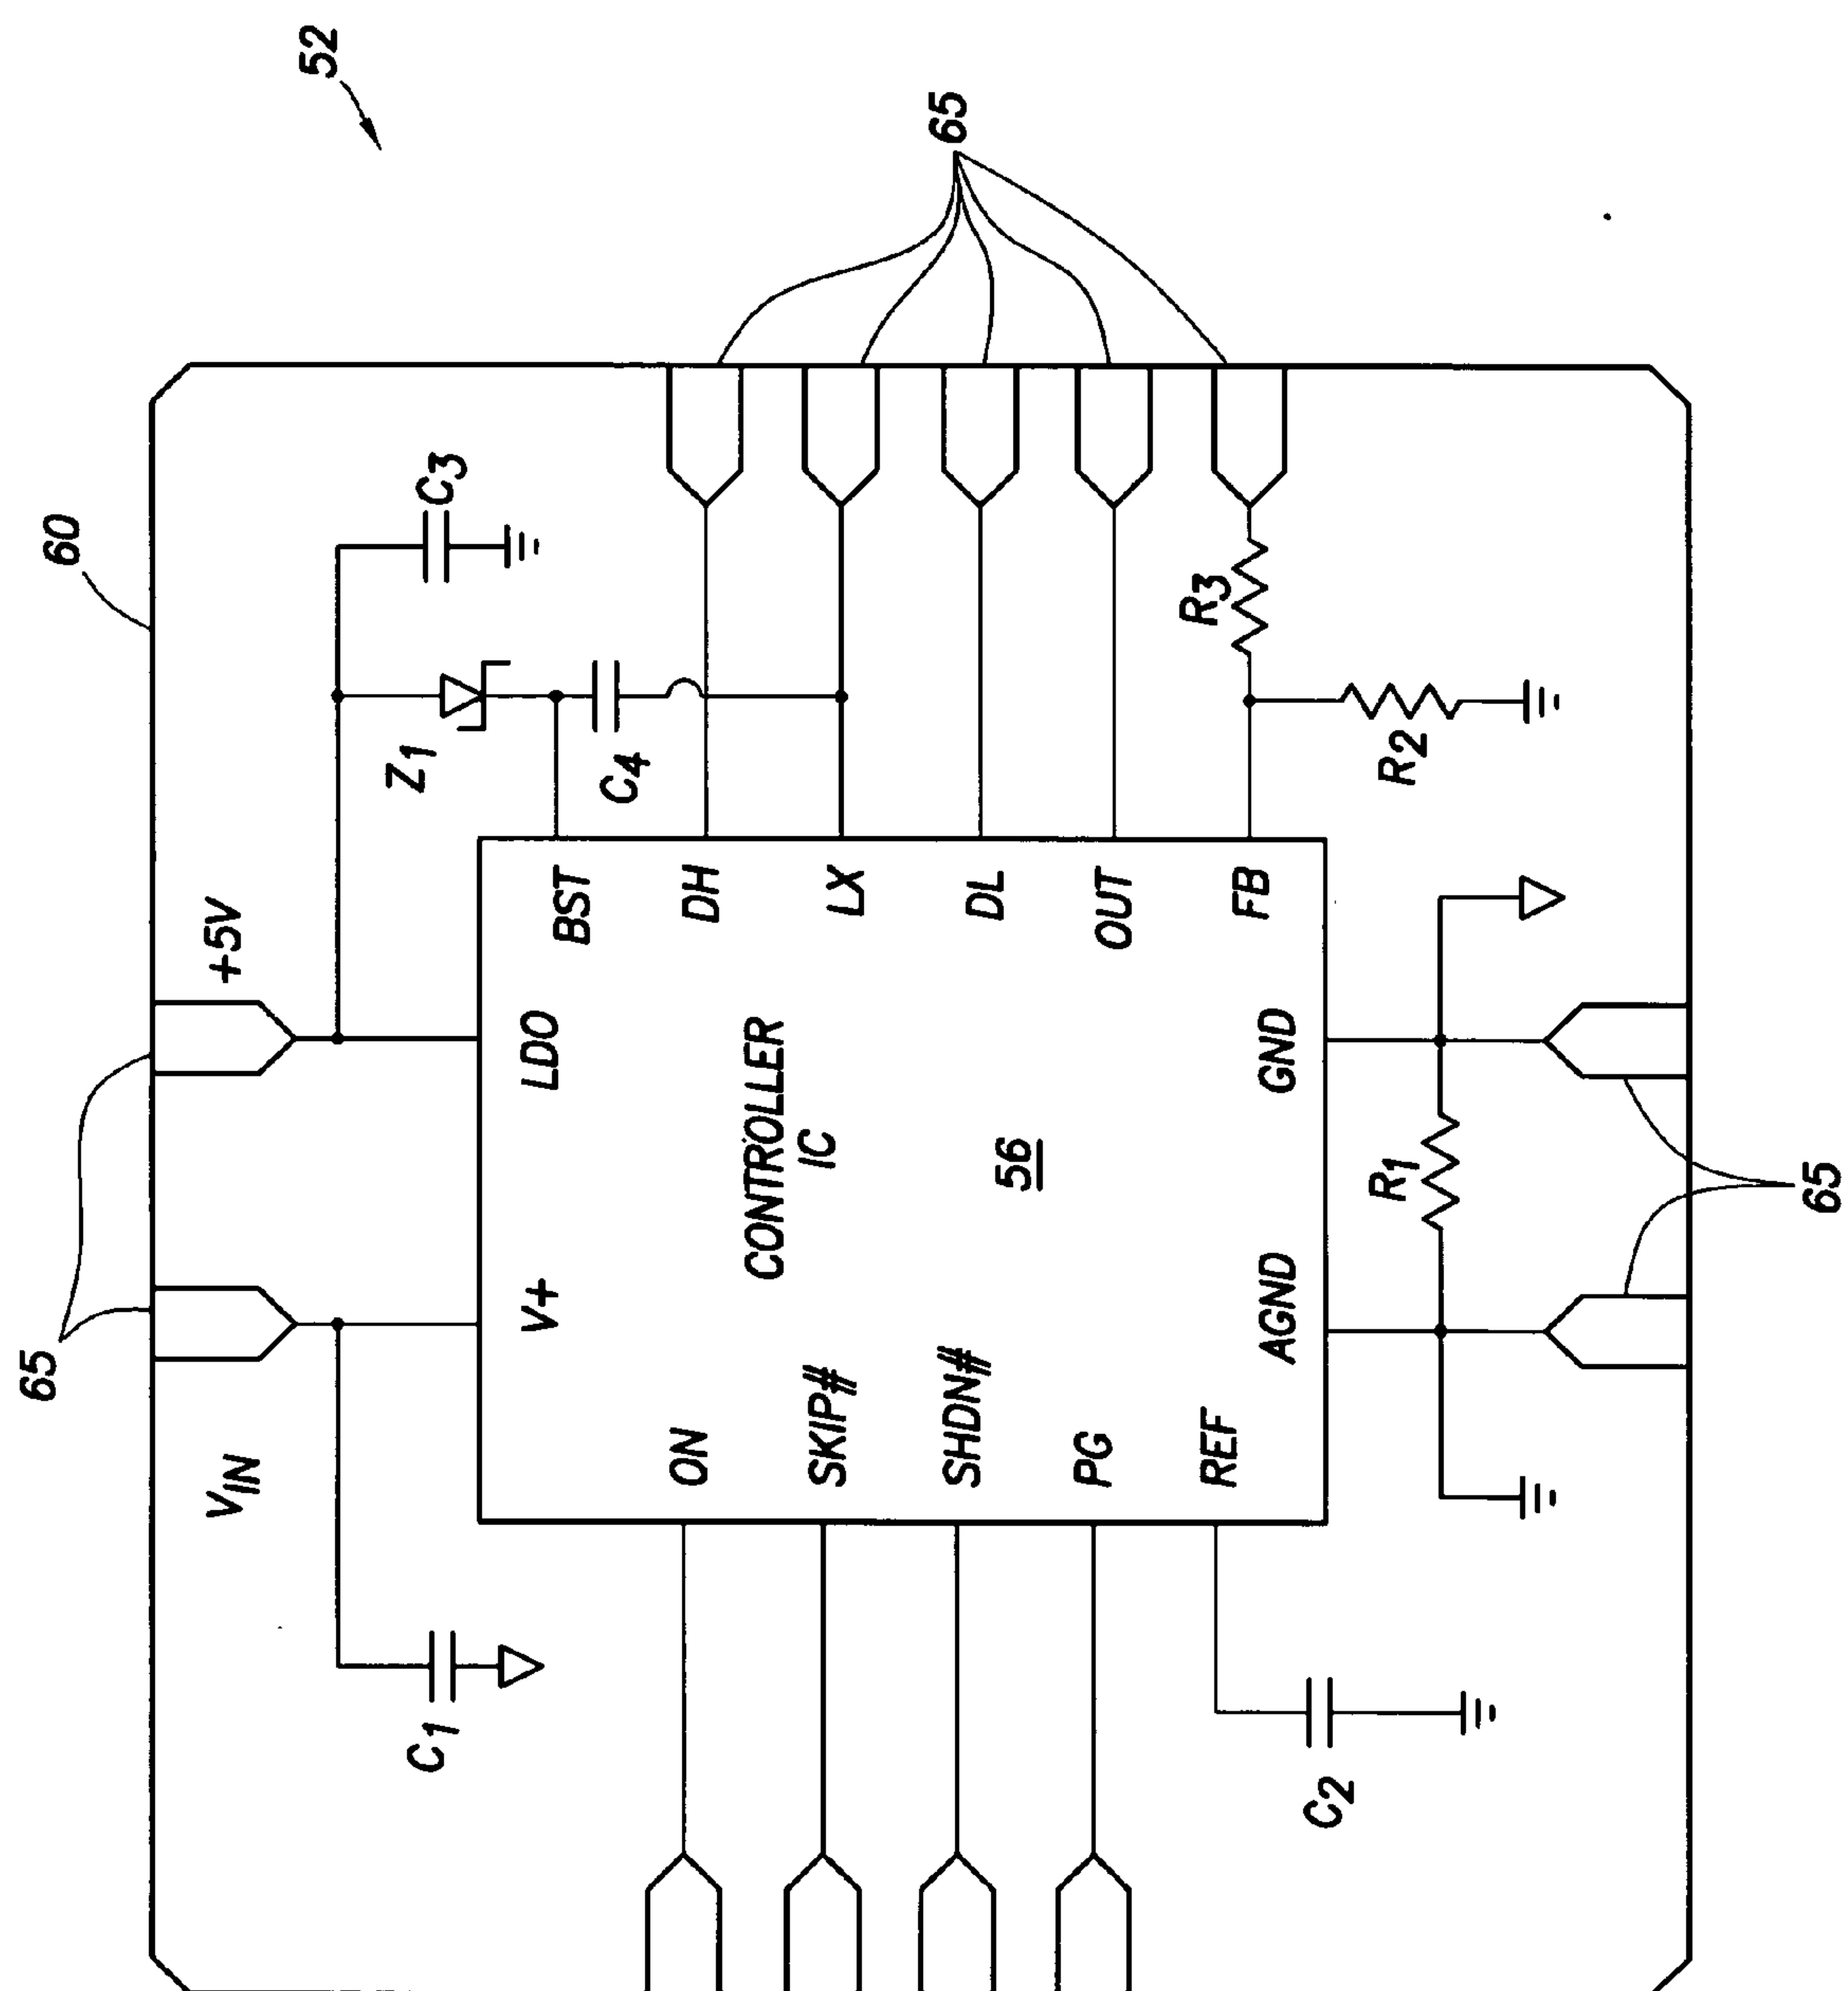 52
65
60
C3
Z1
C4
R3
R2
+5V
65
VIN
LDO
V+
BST
DH
LX
DL
OUT
FB
CONTROLLER
IC
56
GND
AGND
ON
SKIP#
SHDN#
PG
REF
R1
65
C1
C2